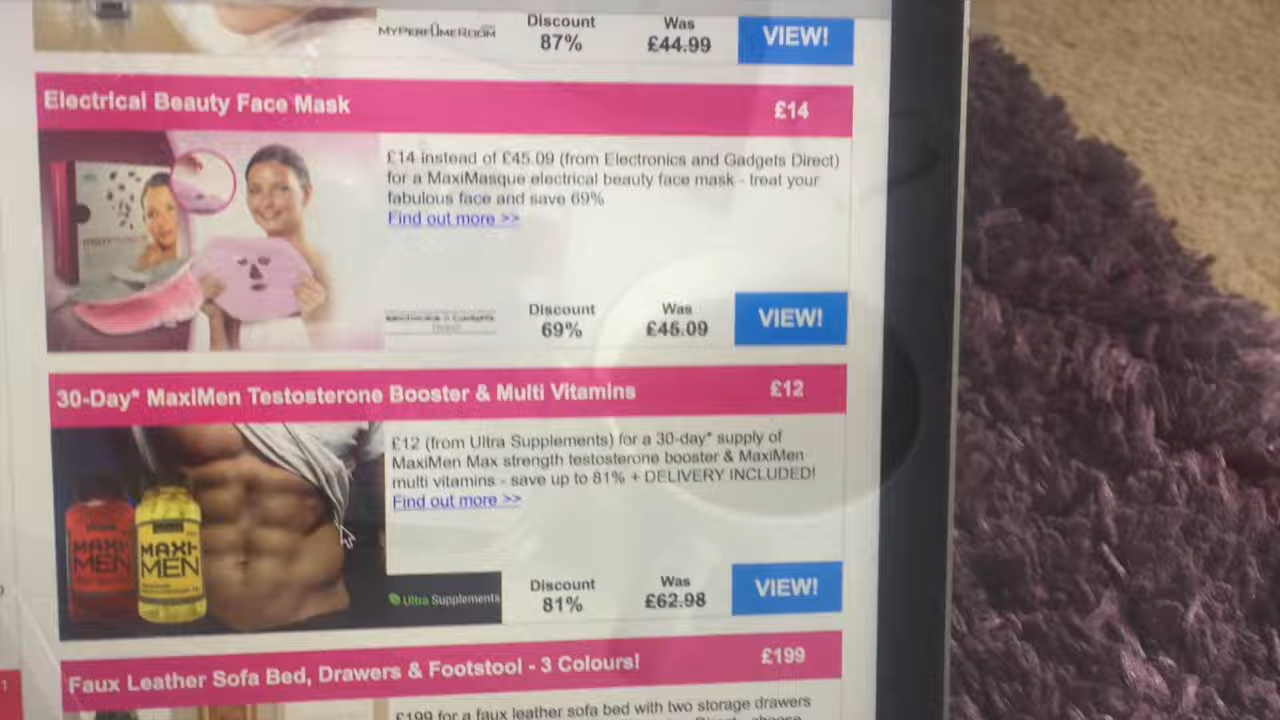 MYPERFUMEROOM
Discount
87%
Was
£44.99
VIEW!
Electrical Beauty Face Mask
£14
£14 instead of £45.09 (from Electronics and Gadgets Direct)
for a MaxiMasque electrical beauty face mask - treat your
fabulous face and save 69%
Find out more >>
Discount
69%
Was
£45.09
VIEW!
30-Day* MaxiMen Testosterone Booster & Multi Vitamins
£12
£12 (from Ultra Supplements) for a 30-day* supply of
MaxiMen Max strength testosterone booster & MaxiMen
multi vitamins - save up to 81% + DELIVERY INCLUDED!
Find out more >>
MAXI-
MEN
MAXI-
MEN
Ultra Supplements
Discount
81%
Was
£62.98
VIEW!
Faux Leather Sofa Bed, Drawers & Footstool - 3 Colours!
£199
£199 for a faux leather sofa bed with two storage drawers